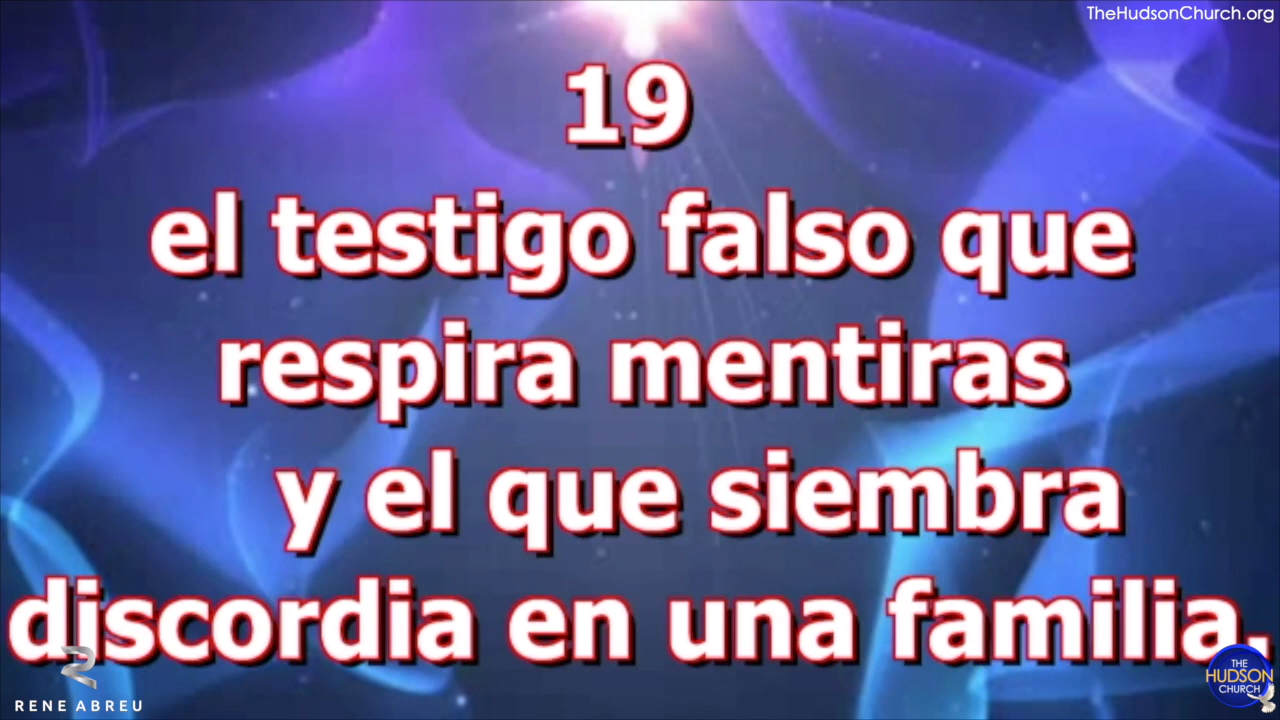 TheHudsonChurch.org
19
el testigo falso que
respira mentiras
y el que siembra
discordia en una familia.
RENE ABREU
THE
HUDSON
CHURCH